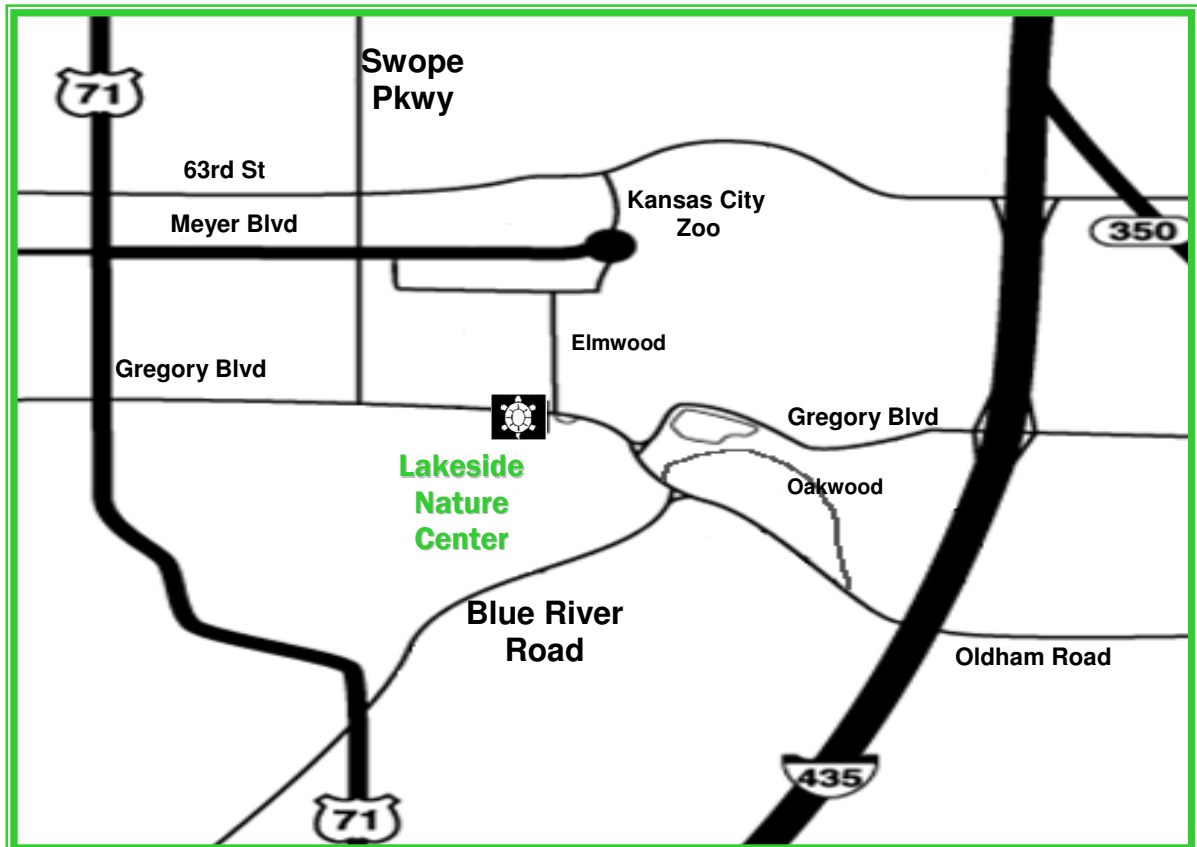 Swope
Pkwy
71
63rd St
Kansas City
Zoo
Meyer Blvd
350
Elmwood
Gregory Blvd
Gregory Blvd
Lakeside
Nature
Center
Oakwood
Blue River
Road
Oldham Road
435
71